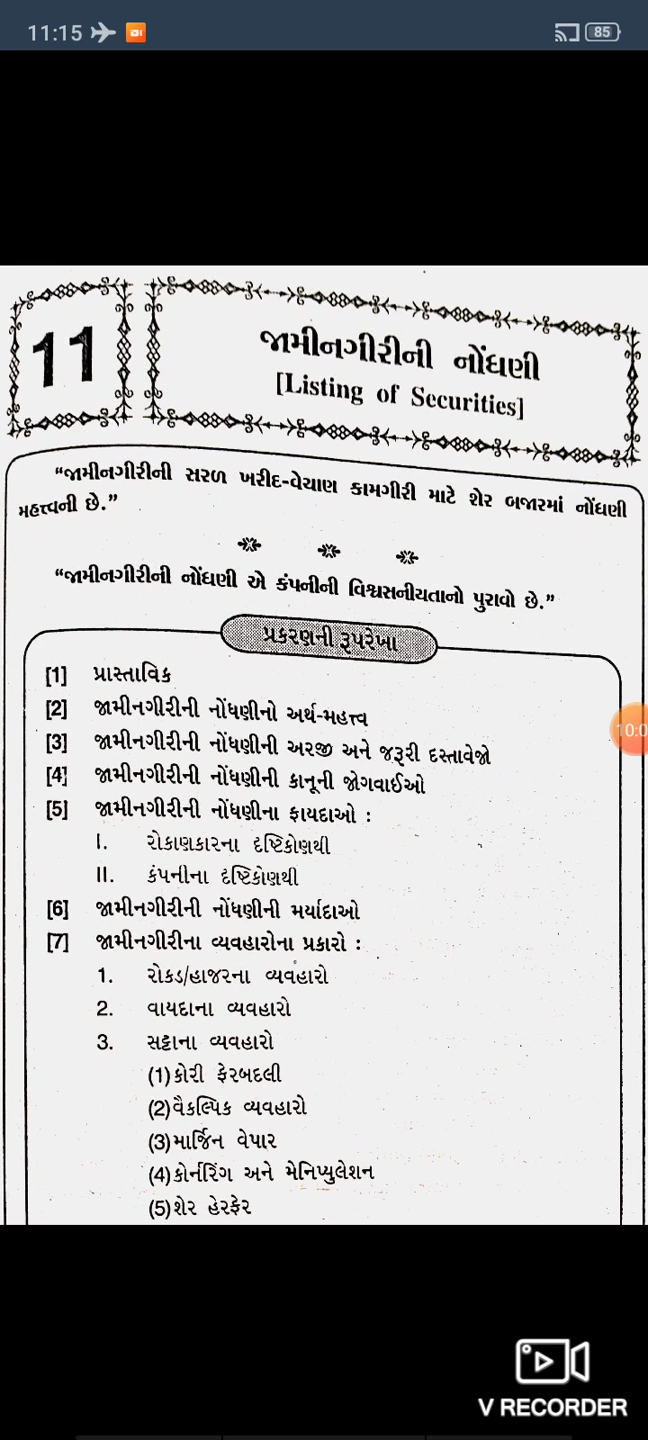 11:15
85
11
જામીનગીરીની નોંધણી
[Listing of Securities]
“જામીનગીરીની સરળ ખરીદ-વેચાણ કામગીરી માટે શેર બજારમાં નોંધણી
મહત્ત્વની છે.”
“જામીનગીરીની નોંધણી એ કંપનીની વિશ્વસનીયતાનો પુરાવો છે.”
પ્રકરણની રૂપરેખા
[1] પ્રાસ્તાવિક
[2] જામીનગીરીની નોંધણીનો અર્થ-મહત્ત્વ
[3] જામીનગીરીની નોંધણીની અરજી અને જરૂરી દસ્તાવેજો
[4] જામીનગીરીની નોંધણીની કાનૂની જોગવાઈઓ
[5] જામીનગીરીની નોંધણીના ફાયદાઓ :
I. રોકાણકારના દૃષ્ટિકોણથી
II. કંપનીના દૃષ્ટિકોણથી
[6] જામીનગીરીની નોંધણીની મર્યાદાઓ
[7] જામીનગીરીના વ્યવહારોના પ્રકારો :
1. રોકડ/હાજરના વ્યવહારો
2. વાયદાના વ્યવહારો
3. સટ્ટાના વ્યવહારો
(1) કોરી ફેરબદલી
(2) વૈકલ્પિક વ્યવહારો
(3) માર્જિન વેપાર
(4) કોર્નરિંગ અને મેનિપ્યુલેશન
(5) શેર હેરફેર
V RECORDER